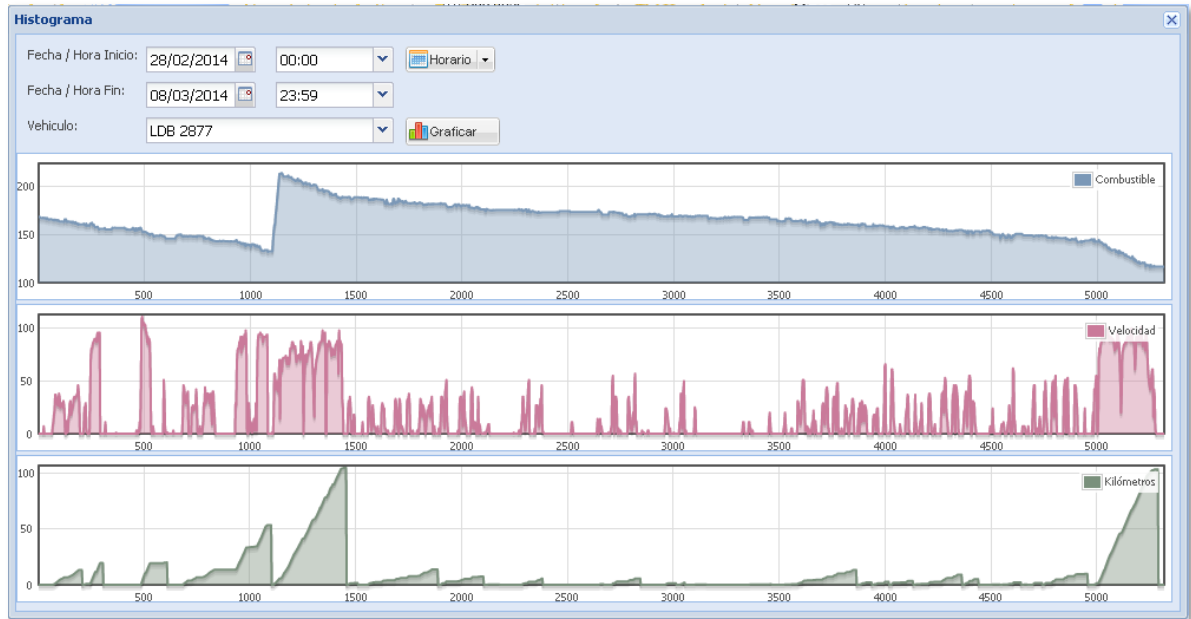 Histograma
Fecha / Hora Inicio: 28/02/2014 00:00 Horario
Fecha / Hora Fin: 08/03/2014 23:59
Vehiculo: LDB 2877 Graficar
Combustible
200
150
100
500 1000 1500 2000 2500 3000 3500 4000 4500 5000
Velocidad
100
50
0
500 1000 1500 2000 2500 3000 3500 4000 4500 5000
Kilómetros
100
50
0
500 1000 1500 2000 2500 3000 3500 4000 4500 5000